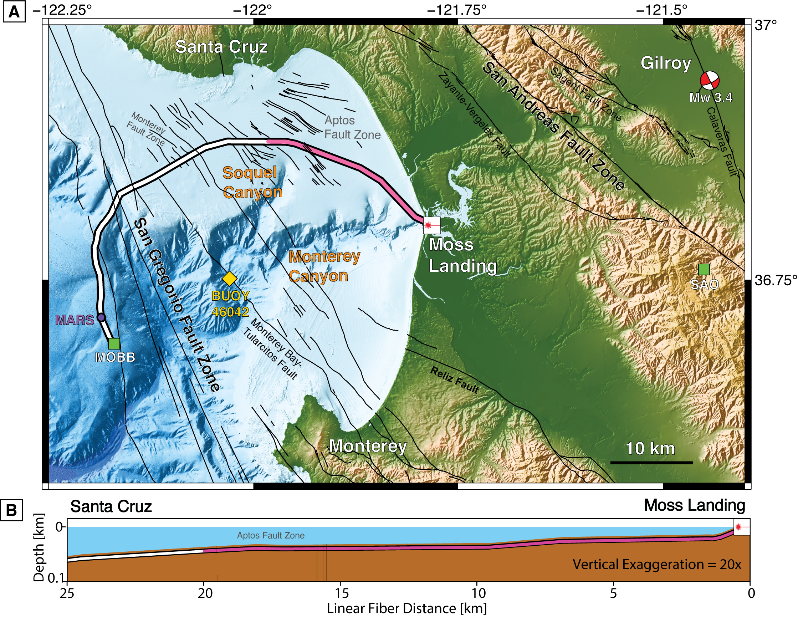 A
-122.25°
-122°
-121.75°
-121.5°
37°
Santa Cruz
Gilroy
Mw 3.4
San Andreas Fault Zone
Sargent Fault Zone
Zayante-Vergeles Fault
Calaveras Fault
Monterey
Fault Zone
Aptos
Fault Zone
Soquel
Canyon
San Gregorio Fault Zone
Monterey
Canyon
Moss
Landing
36.75°
SAO
BUOY
46042
MARS
MOBB
Monterey Bay-
Tularcitos Fault
Reliz Fault
Monterey
10 km
B
Santa Cruz
Moss Landing
Depth [km]
0
0.1
Aptos Fault Zone
Vertical Exaggeration = 20x
25
20
15
10
5
0
Linear Fiber Distance [km]